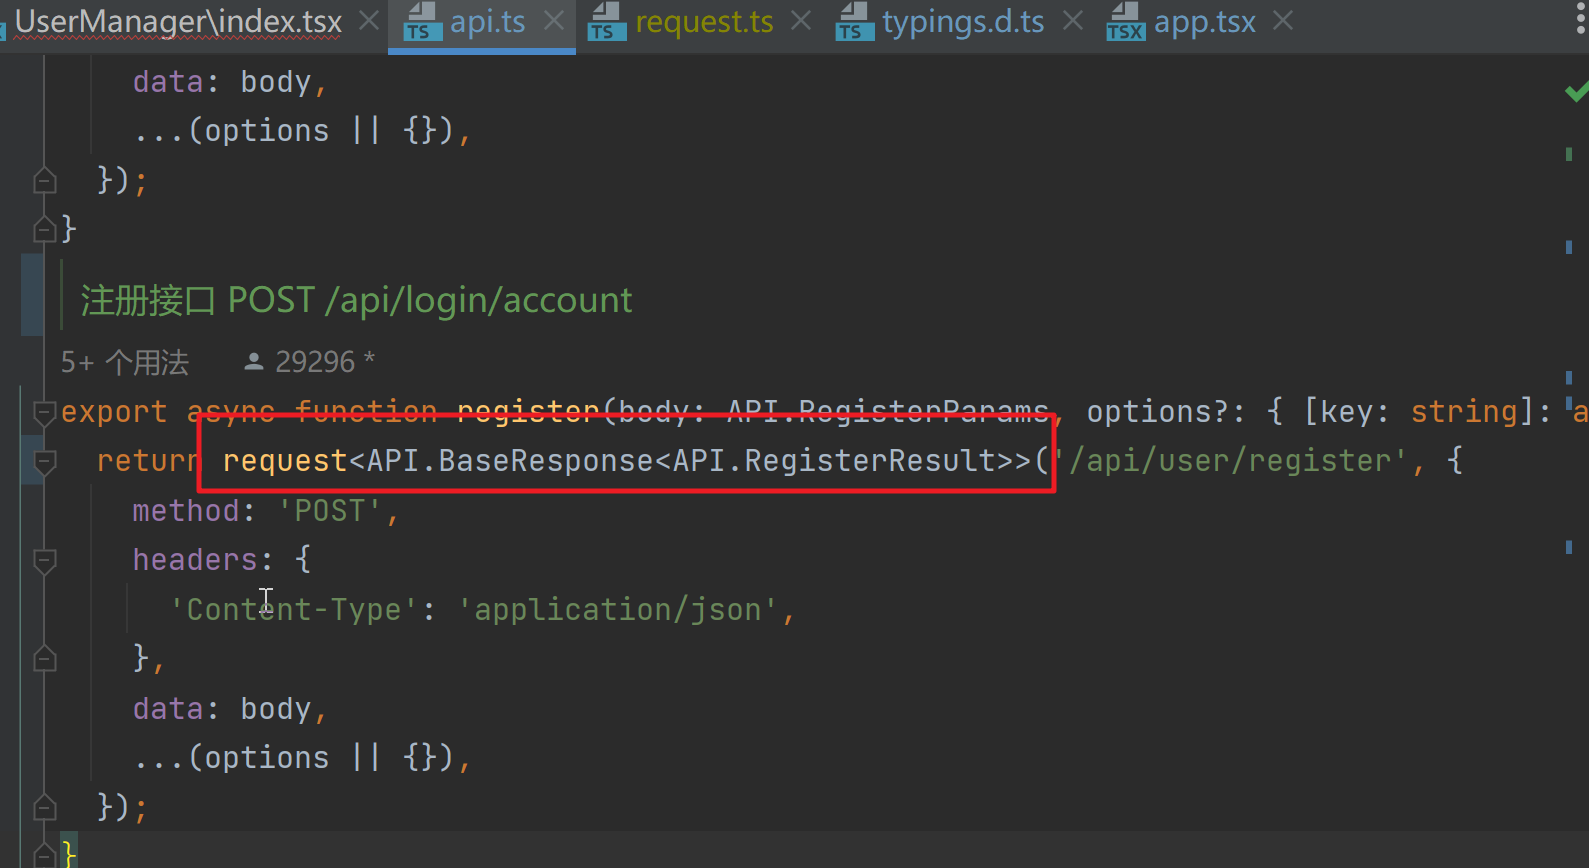 UserManager\index.tsx TS api.ts TS request.ts TS typings.d.ts TSX app.tsx
data: body,
...(options || {}),
});
}
注册接口 POST /api/login/account
5+ 个用法 29296 *
export async function register(body: API.RegisterParams, options?: { [key: string]: a
return request<API.BaseResponse<API.RegisterResult>>('/api/user/register', {
method: 'POST',
headers: {
'Content-Type': 'application/json',
},
data: body,
...(options || {}),
});
}